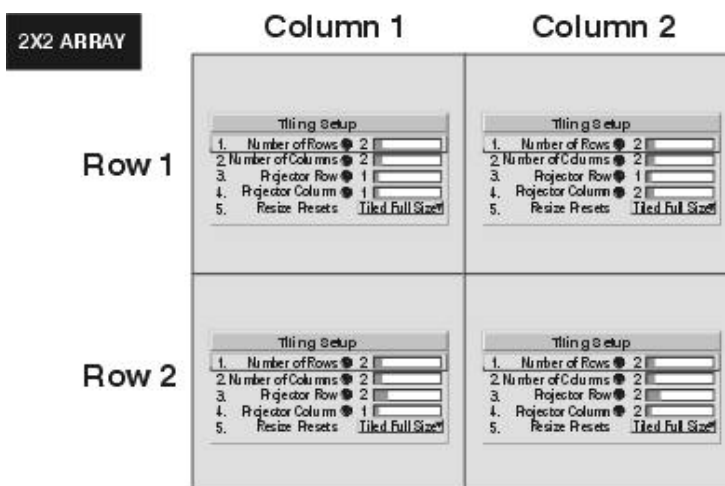 2X2 ARRAY
Column 1 Column 2
Row 1
Tiling Setup
1. Number of Rows 2
2. Number of Columns 2
3. Projector Row 1
4. Projector Column 1
5. Resize Presets Tiled Full Size
Tiling Setup
1. Number of Rows 2
2. Number of Columns 2
3. Projector Row 1
4. Projector Column 2
5. Resize Presets Tiled Full Size
Row 2
Tiling Setup
1. Number of Rows 2
2. Number of Columns 2
3. Projector Row 2
4. Projector Column 1
5. Resize Presets Tiled Full Size
Tiling Setup
1. Number of Rows 2
2. Number of Columns 2
3. Projector Row 2
4. Projector Column 2
5. Resize Presets Tiled Full Size